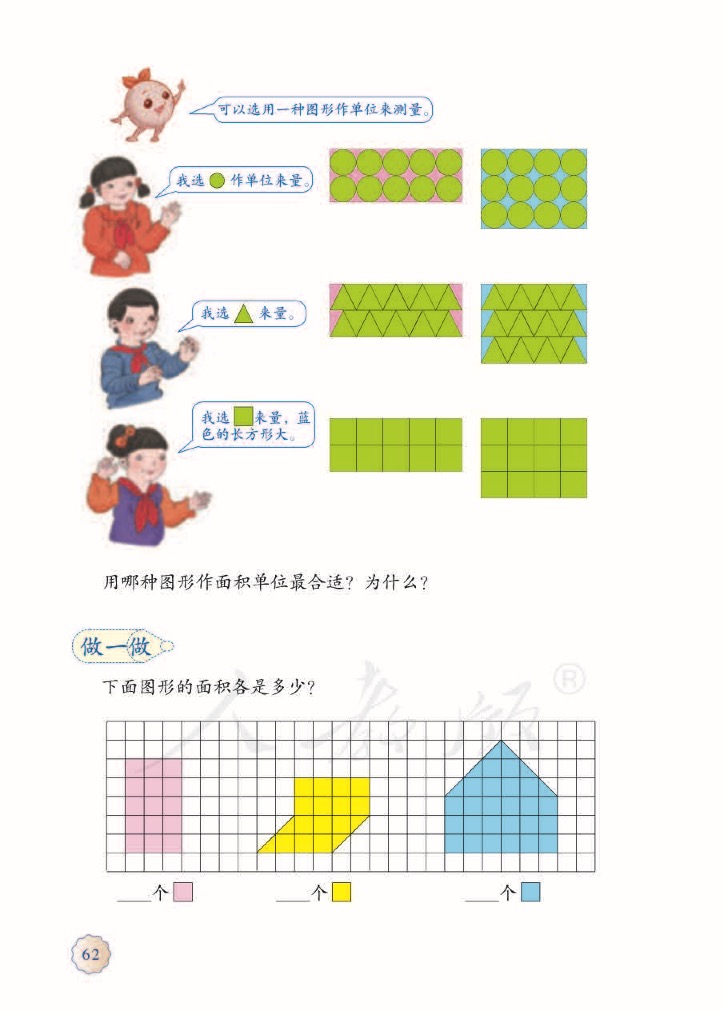 可以选用一种图形作单位来测量。
我选 作单位来量。
我选 来量。
我选 来量，蓝
色的长方形大。
用哪种图形作面积单位最合适？为什么？
做一做
下面图形的面积各是多少？
人教版®
____个 ____个 ____个
62